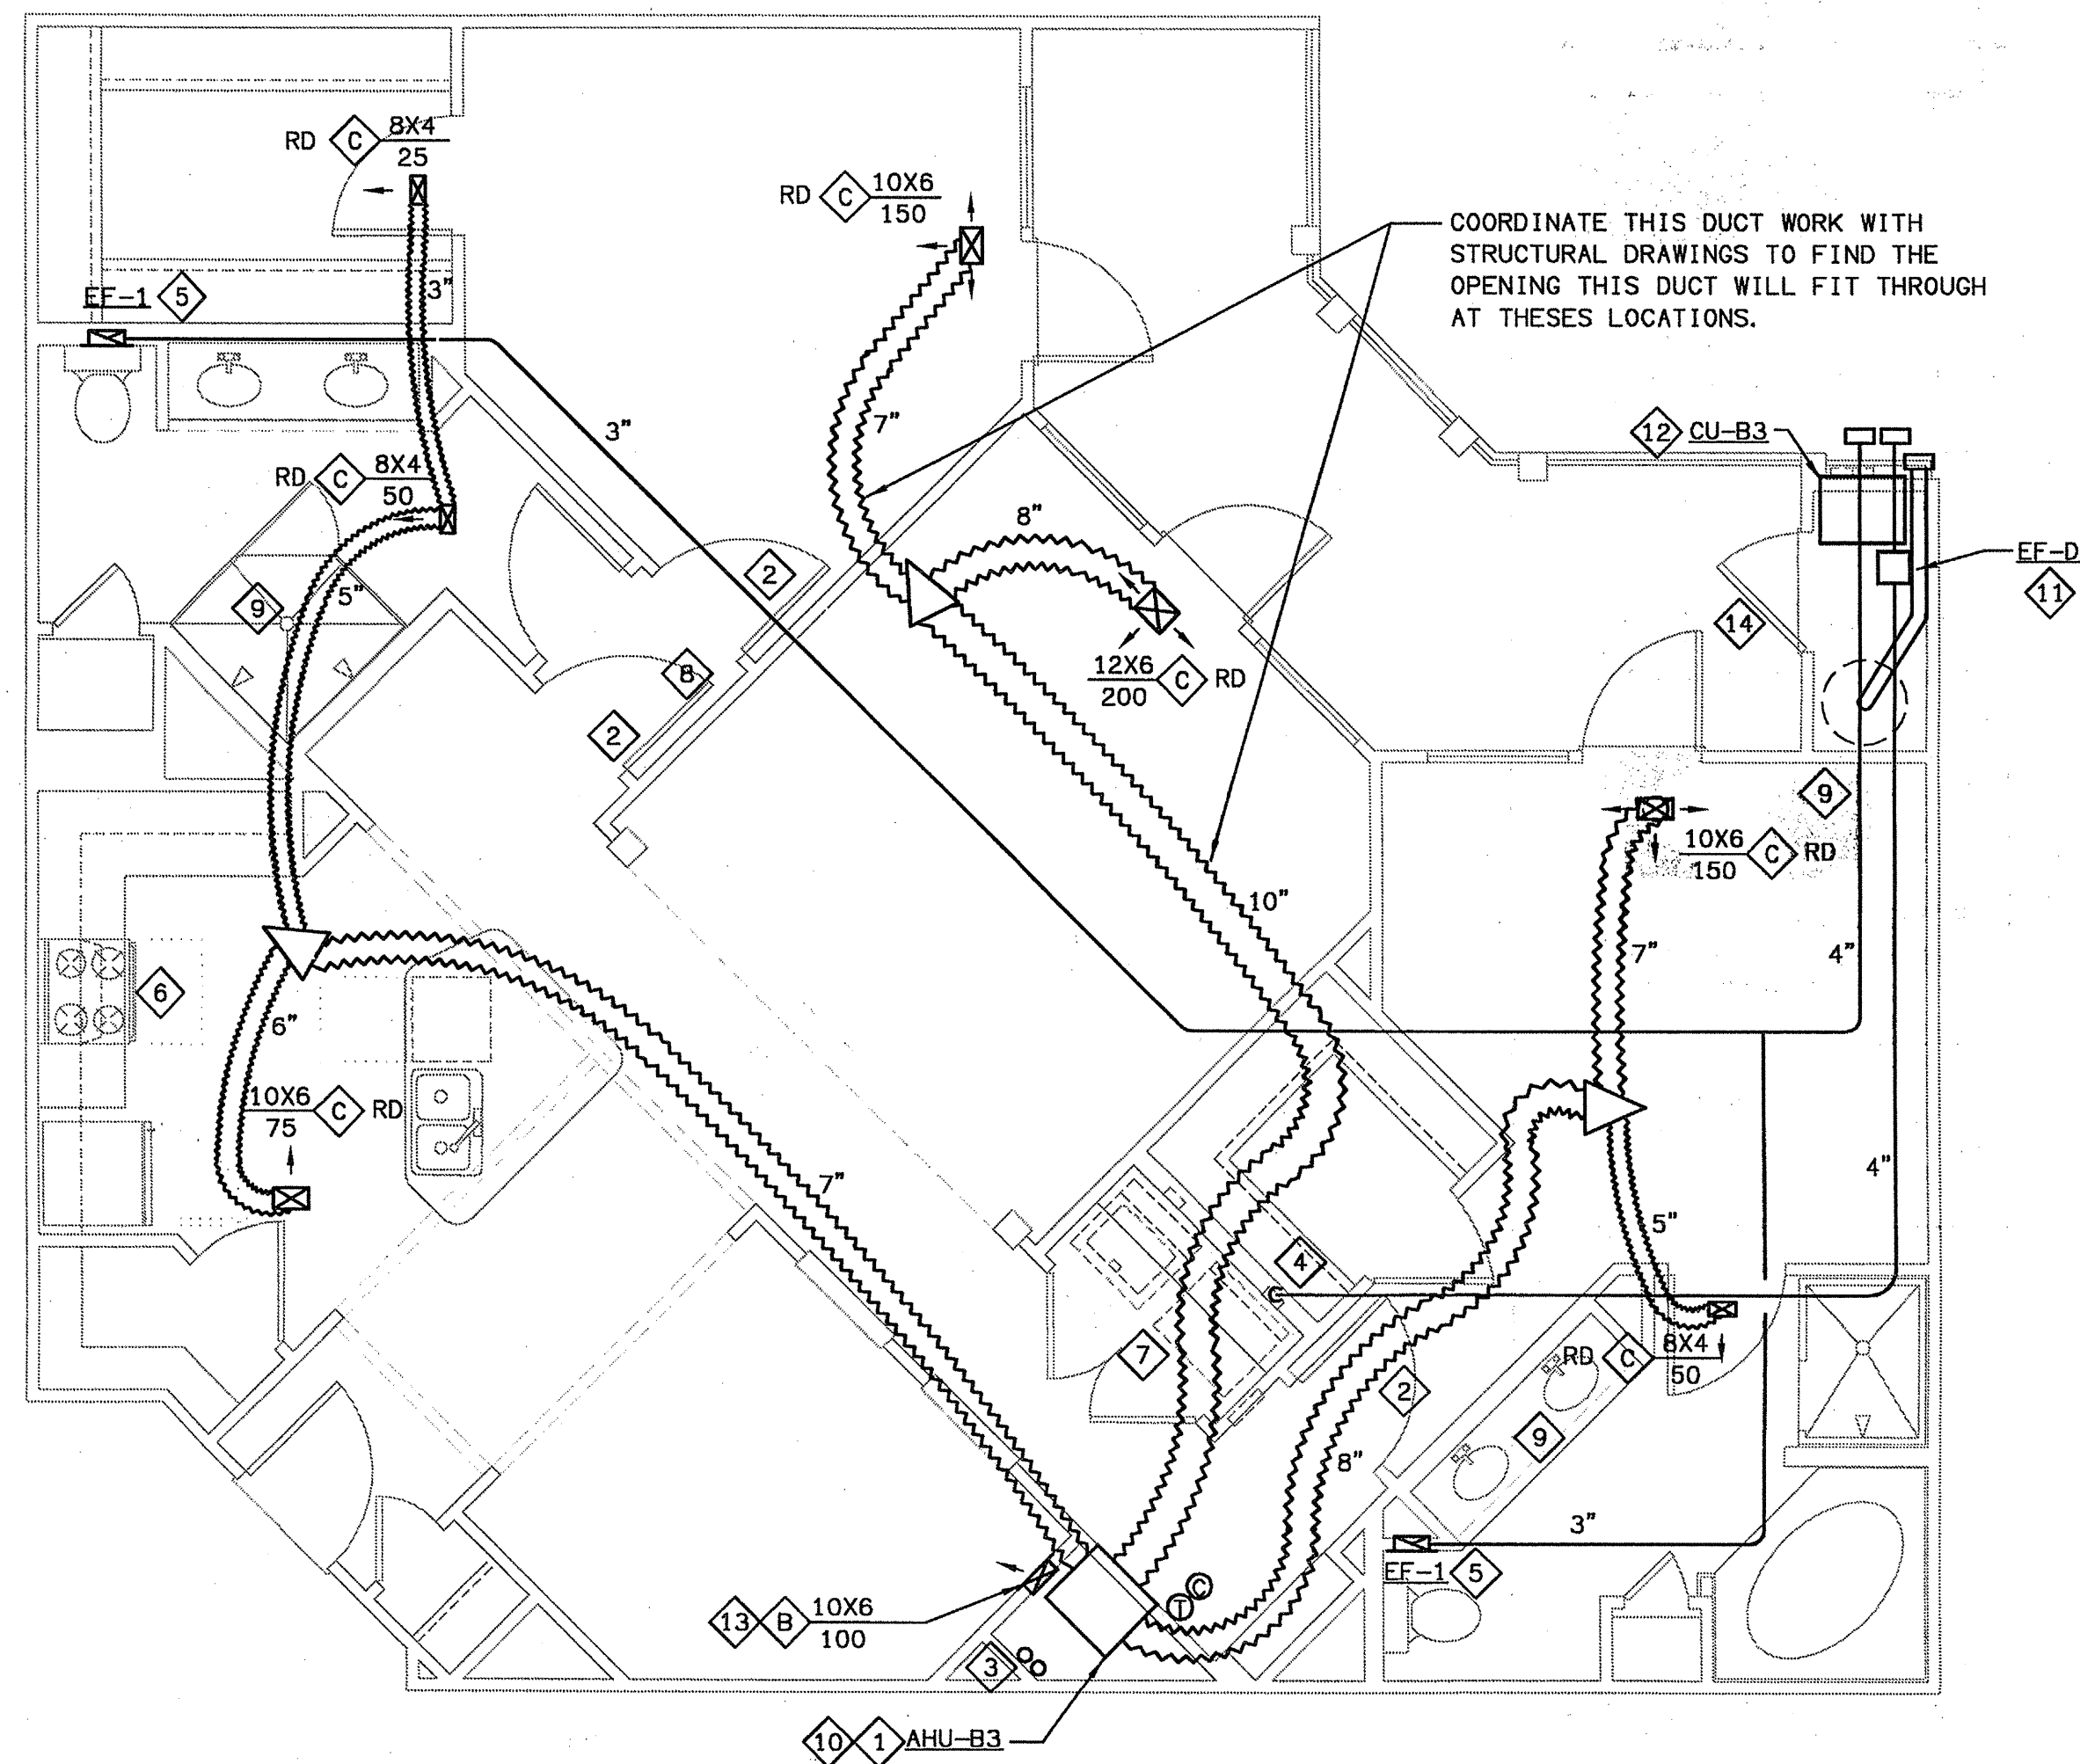 8X4
RD C
25
10X6
RD C
150
COORDINATE THIS DUCT WORK WITH
STRUCTURAL DRAWINGS TO FIND THE
OPENING THIS DUCT WILL FIT THROUGH
AT THESES LOCATIONS.
3"
EF-1 5
3"
7"
12 CU-B3
8X4
RD C
50
8"
EF-D
11
2
9
5"
14
8
12X6
C RD
200
2
9
10X6
C RD
150
10"
7"
4"
6
6"
10X6
C RD
75
4"
7"
5"
4
7
8X4
RD C
50
2
9
8"
3"
EF-1 5
C
T
10X6
13 B
100
3
10 1 AHU-B3